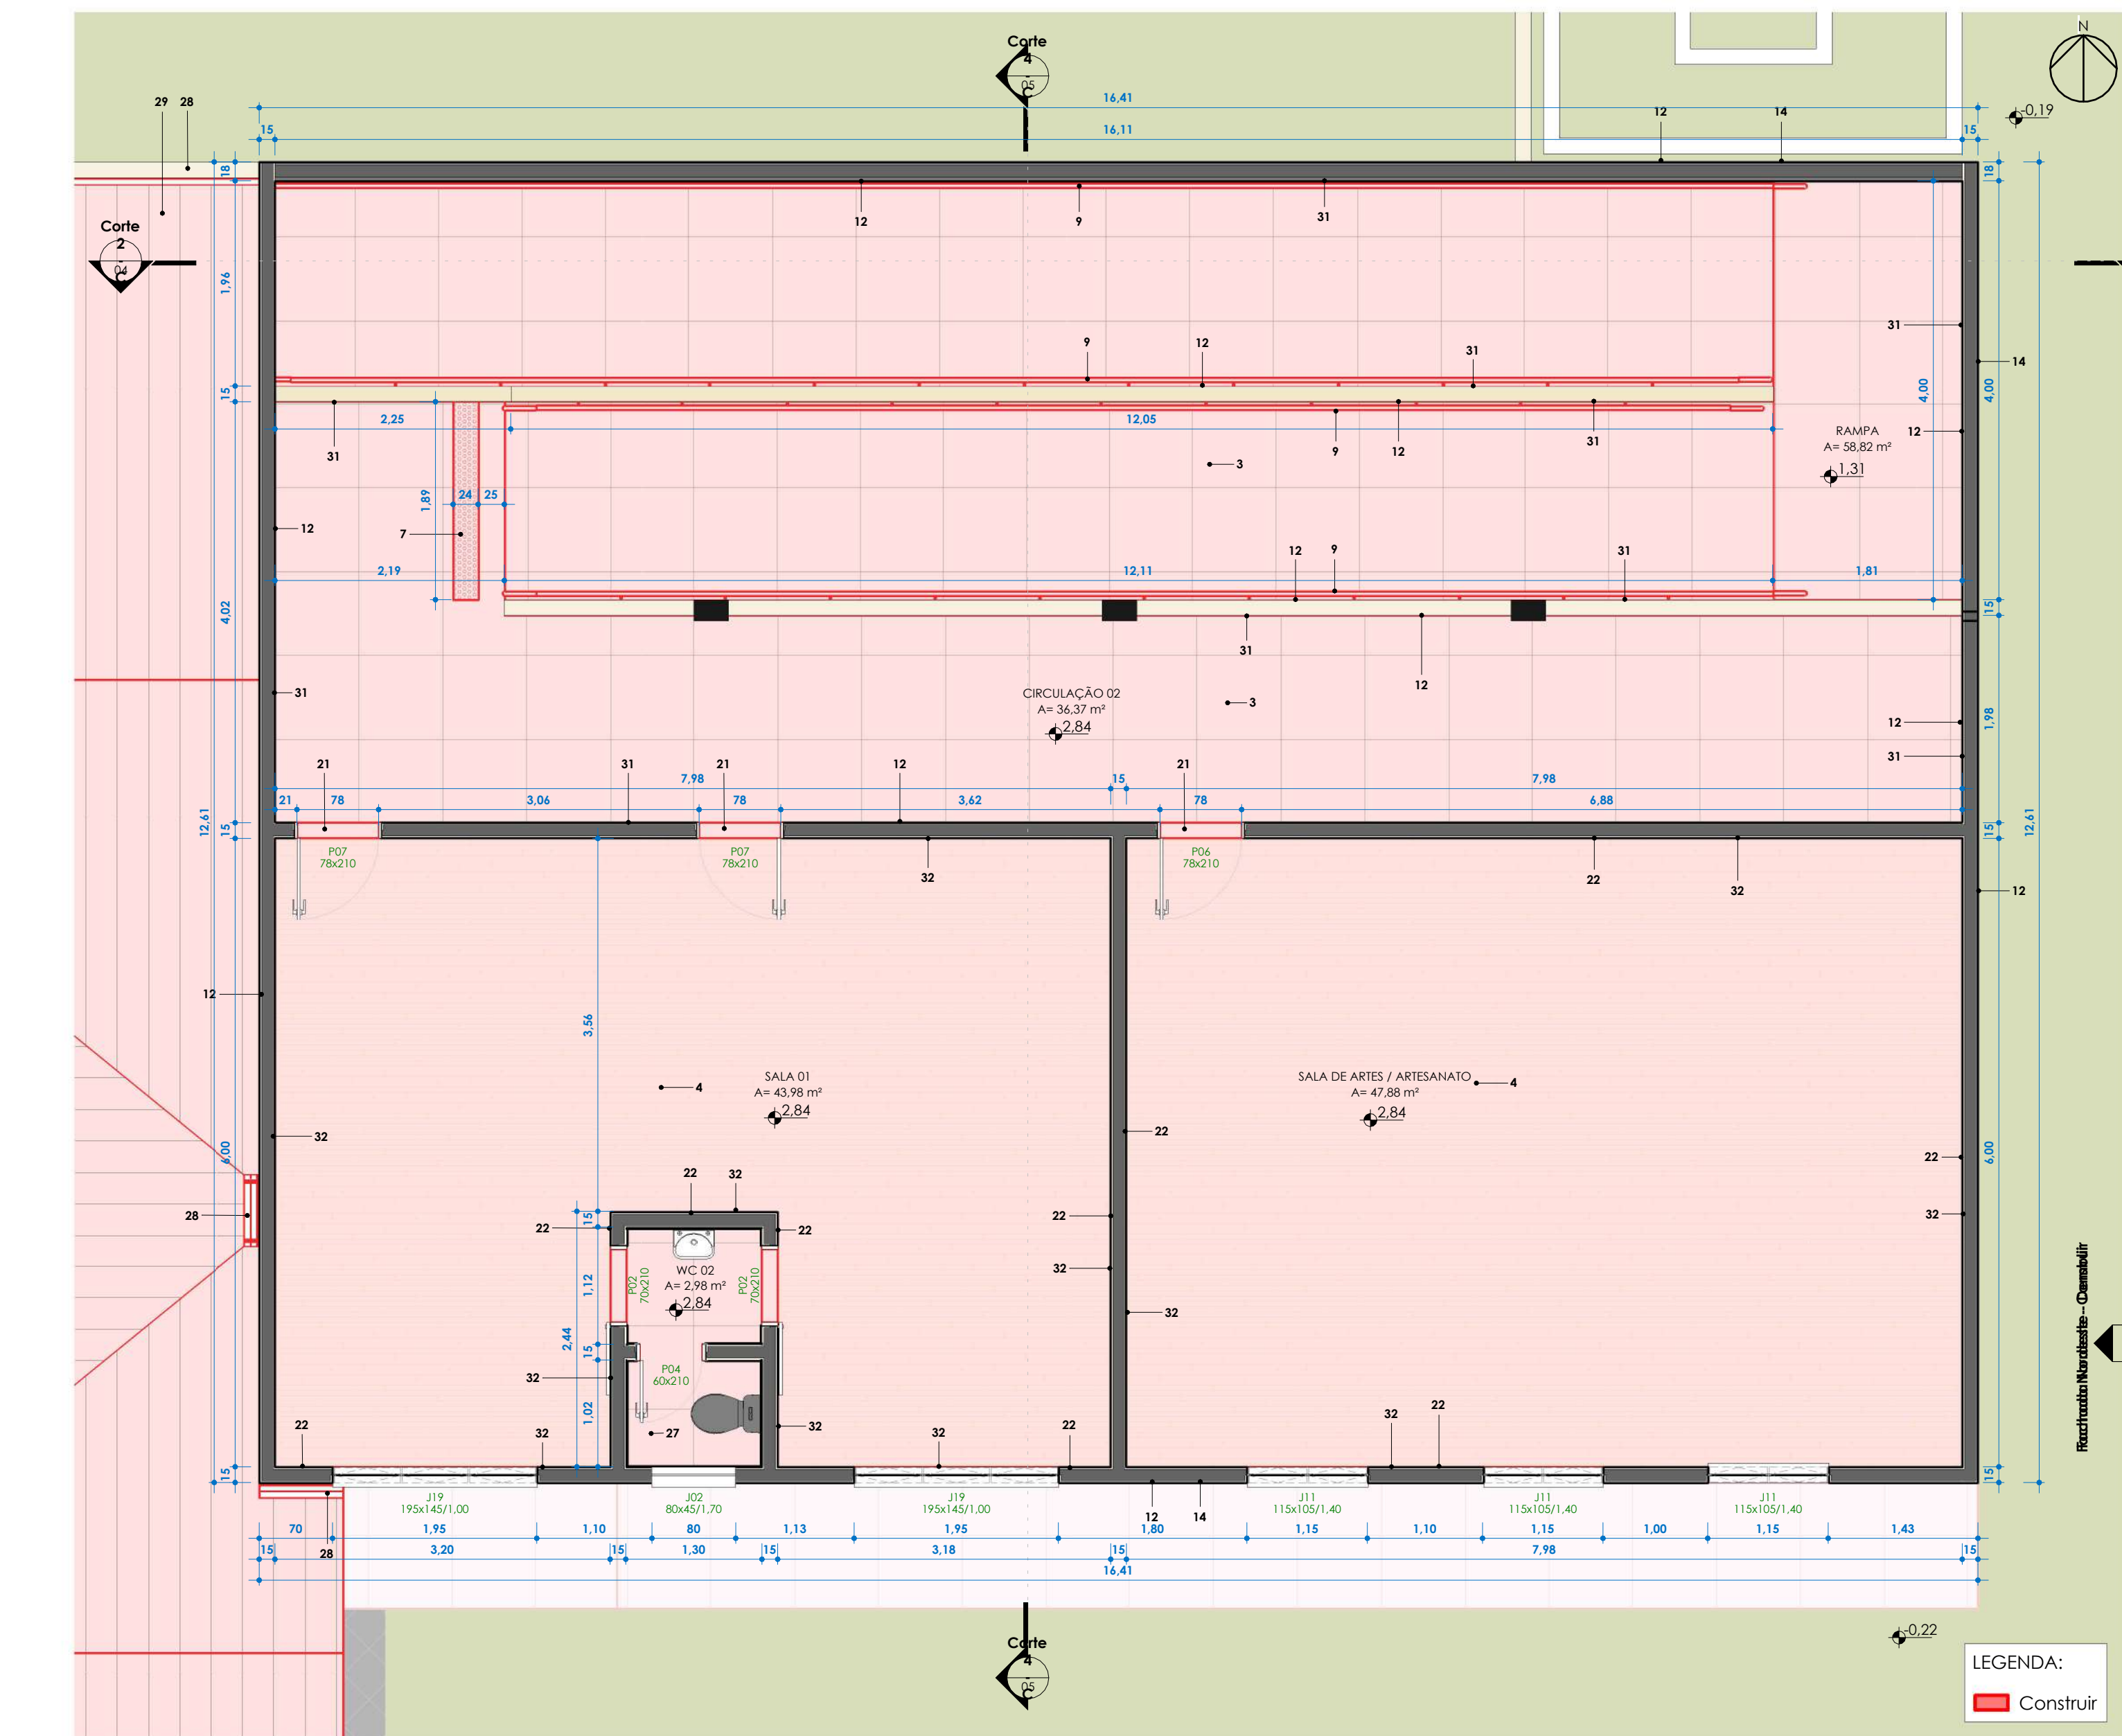 Corte
4
-
05
C
N
-0,19
16,41
29 28
12 14
15 16,11 15
18 18
12 9 31
Corte
2
-
04
C
1,96
31
14
9 12 31
15
4,00 4,00
2,25 12,05
31
9 12 31
RAMPA
A= 58,82 m²
1,31
12
3
1,89
24 25
12
7
12 9 31
2,19 12,11 1,81
4,02
15
31
12
31
CIRCULAÇÃO 02
A= 36,37 m²
2,84
3
1,98
12
31
21 31 21 12 21
7,98 15 7,98
21 78 3,06 78 3,62 78 6,88
12,61 12,61
15 15
P07
78x210
P07
78x210
P06
78x210
32
22 32
12
12
3,56
SALA 01
A= 43,98 m²
2,84
4
SALA DE ARTES / ARTESANATO
A= 47,88 m²
2,84
4
32
22
22
6,00 6,00
28
22 32
15
22 22
22
32
WC 02
A= 2,98 m²
2,84
P02
70x210
P02
70x210
1,12
32
32
2,44
15
P04
60x210
32
1,02
27
32
22 32 32 22
32 22
15 15
J19
195x145/1,00
J02
80x45/1,70
J19
195x145/1,00
J11
115x105/1,40
J11
115x105/1,40
J11
115x105/1,40
12 14
28
70 1,95 1,10 80 1,13 1,95 1,80 1,15 1,10 1,15 1,00 1,15 1,43
15 3,20 15 1,30 15 3,18 15 7,98 15
16,41
Corte
4
-
05
C
-0,22
LEGENDA:
Construir